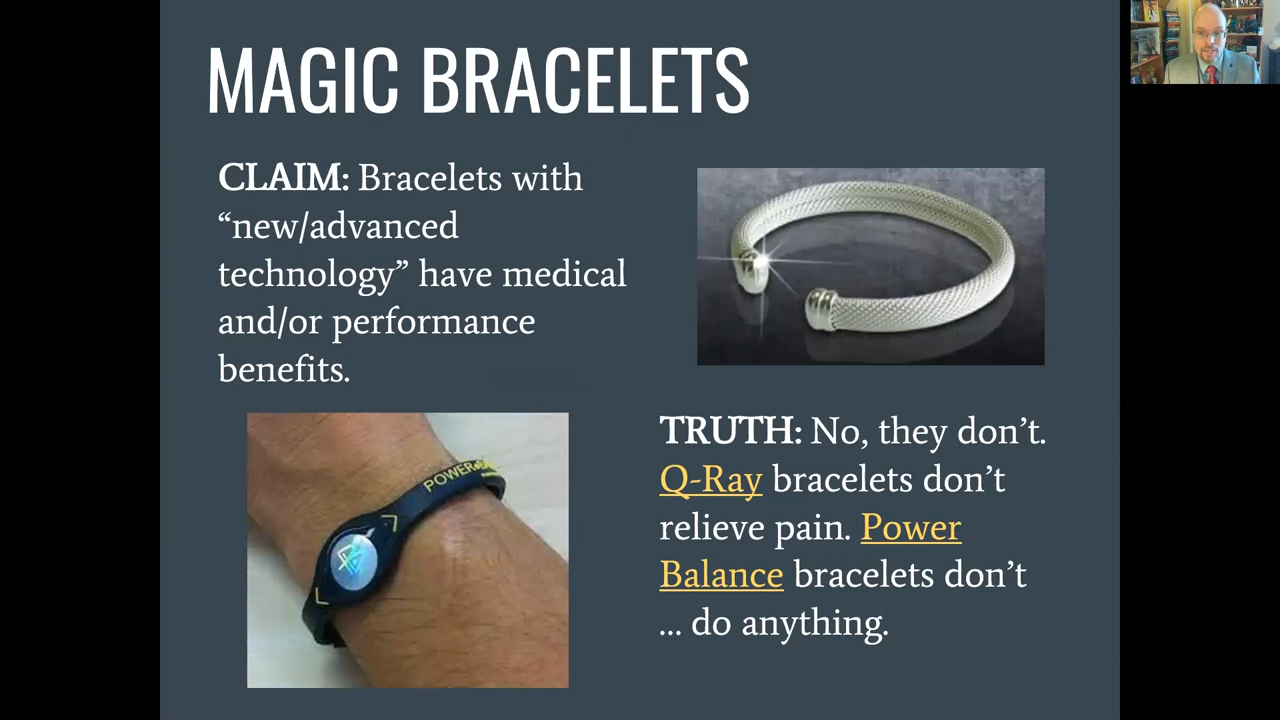 MAGIC BRACELETS
CLAIM: Bracelets with
“new/advanced
technology” have medical
and/or performance
benefits.
POWER
TRUTH: No, they don’t.
Q-Ray bracelets don’t
relieve pain. Power
Balance bracelets don’t
... do anything.